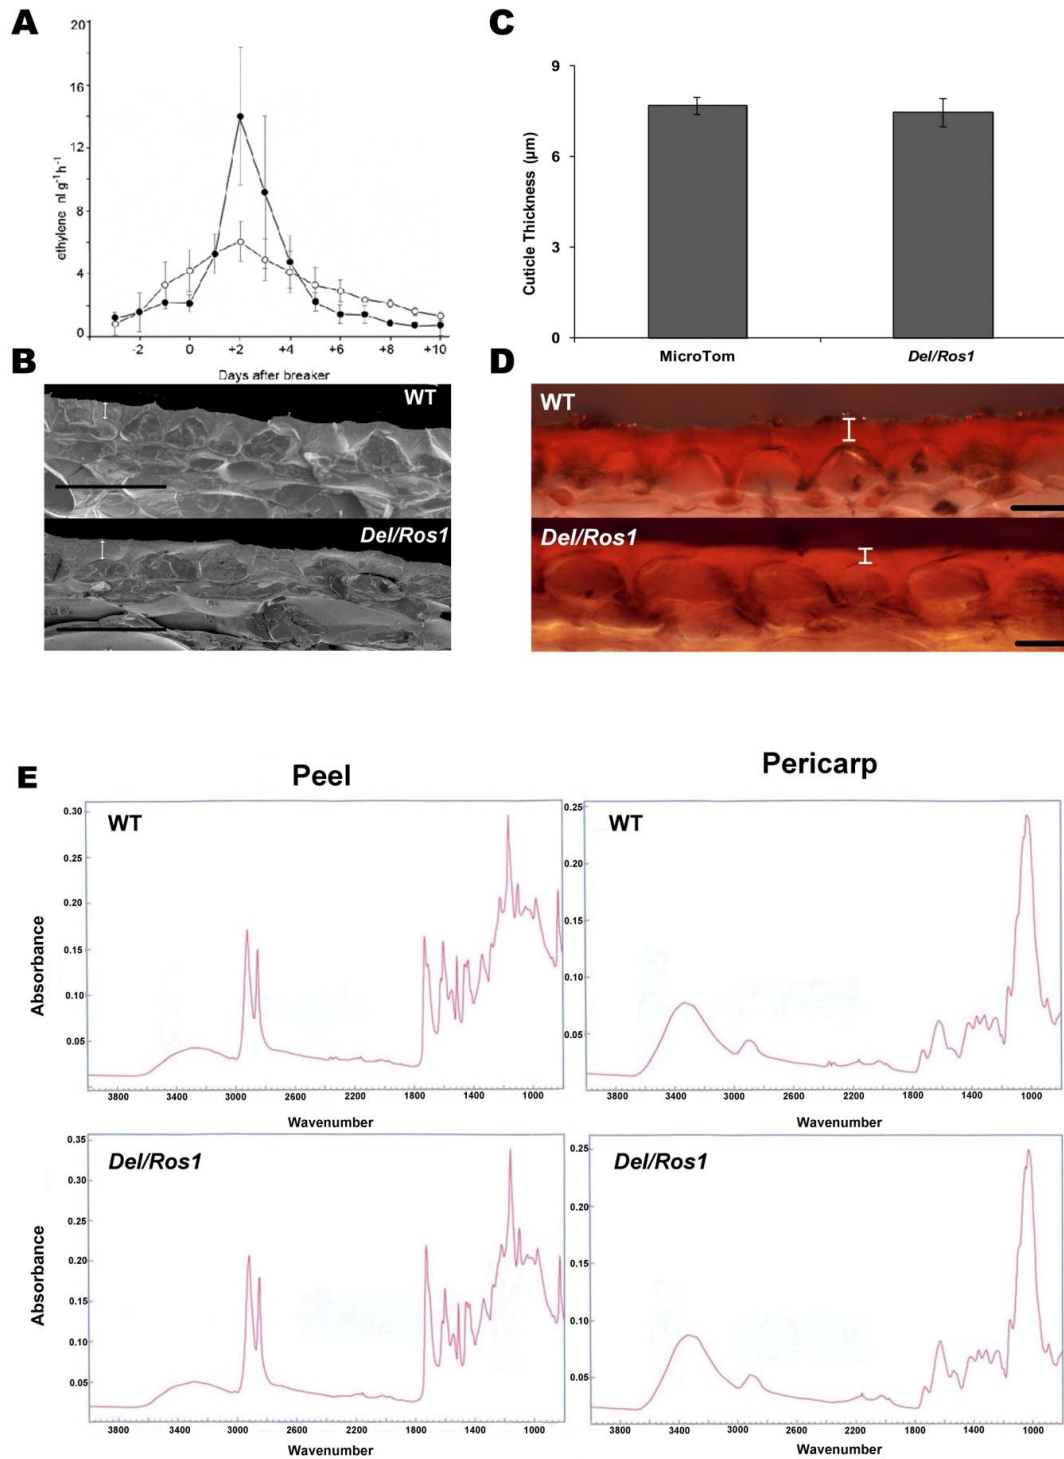 A
20
16
12
8
4
0
ethylene nl g-1h-1
-2 0 +2 +4 +6 +8 +10
Days after breaker
C
9
6
3
0
Cuticle Thickness (µm)
MicroTom Del/Ros1
B
WT
Del/Ros1
D
WT
Del/Ros1
E
Peel
Pericarp
WT
0.30
0.25
0.20
0.15
0.10
0.05
Absorbance
3800 3400 3000 2600 2200 1800 1400 1000
Wavenumber
WT
0.25
0.20
0.15
0.10
0.05
3800 3400 3000 2600 2200 1800 1400 1000
Wavenumber
Del/Ros1
0.35
0.30
0.25
0.20
0.15
0.10
0.05
Absorbance
3800 3400 3000 2600 2200 1800 1400 1000
Wavenumber
Del/Ros1
0.25
0.20
0.15
0.10
0.05
3800 3400 3000 2600 2200 1800 1400 1000
Wavenumber